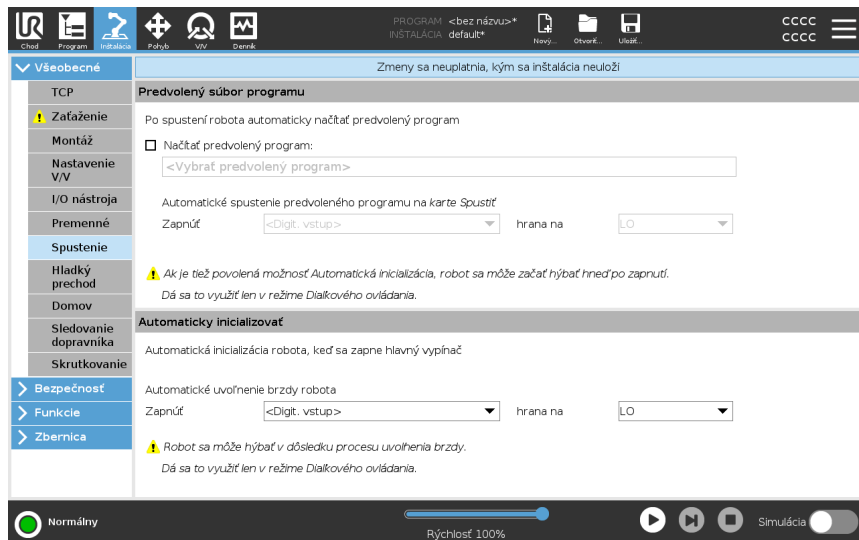 UR
PROGRAM <bez názvu>*
INŠTALÁCIA default*
CCCC
CCCC
Chod
Program
Inštalácia
Pohyb
V/V
Denník
Nový...
Otvoriť...
Uložiť...
Všeobecné
TCP
Zaťaženie
Montáž
Nastavenie
V/V
I/O nástroja
Premenné
Spustenie
Hladký
prechod
Domov
Sledovanie
dopravníka
Skrutkovanie
Bezpečnosť
Funkcie
Zbernica
Zmeny sa neuplatnia, kým sa inštalácia neuloží
Predvolený súbor programu
Po spustení robota automaticky načítať predvolený program
Načítať predvolený program:
<Vybrať predvolený program>
Automatické spustenie predvoleného programu na karte Spustiť
Zapnúť <Digit. vstup> hrana na LO
Ak je tiež povolená možnosť Automatická inicializácia, robot sa môže začať hýbať hneď po zapnutí.
Dá sa to využiť len v režime Diaľkového ovládania.
Automaticky inicializovať
Automatická inicializácia robota, keď sa zapne hlavný vypínač
Automatické uvoľnenie brzdy robota
Zapnúť <Digit. vstup> hrana na LO
Robot sa môže hýbať v dôsledku procesu uvoľnenia brzdy.
Dá sa to využiť len v režime Diaľkového ovládania.
Normálny
Rýchlosť 100%
Simulácia